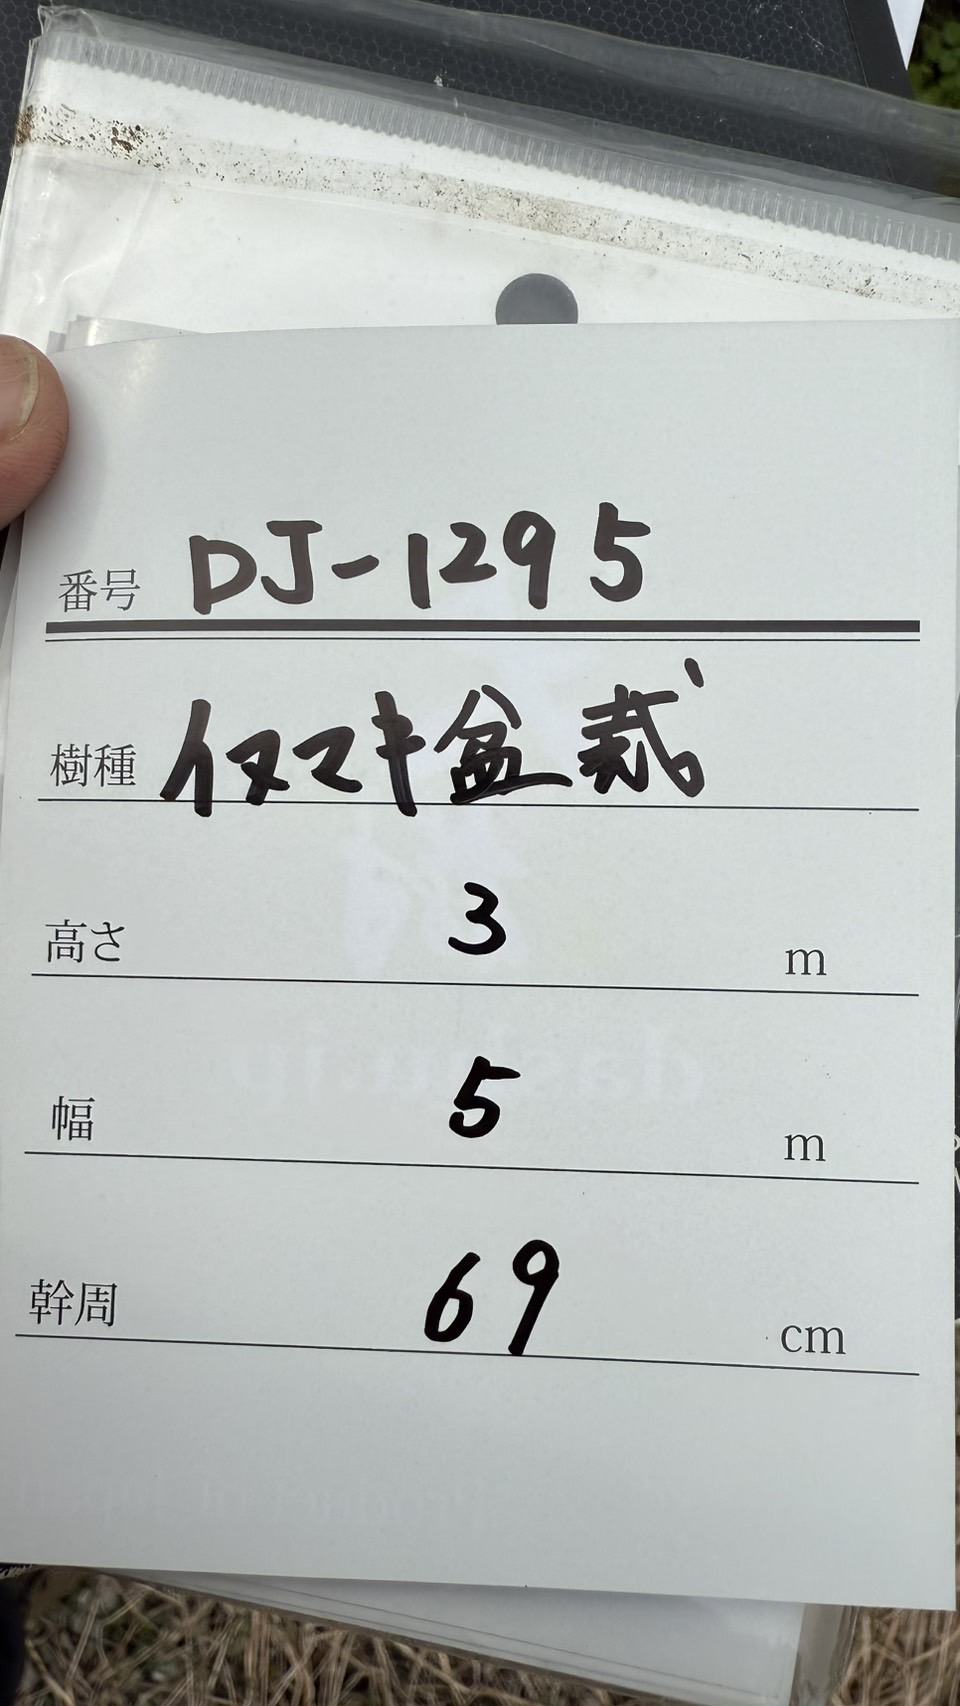 番号 DJ-1295
樹種 イヌマキ盆栽
高さ 3 m
幅 5 m
幹周 69 cm